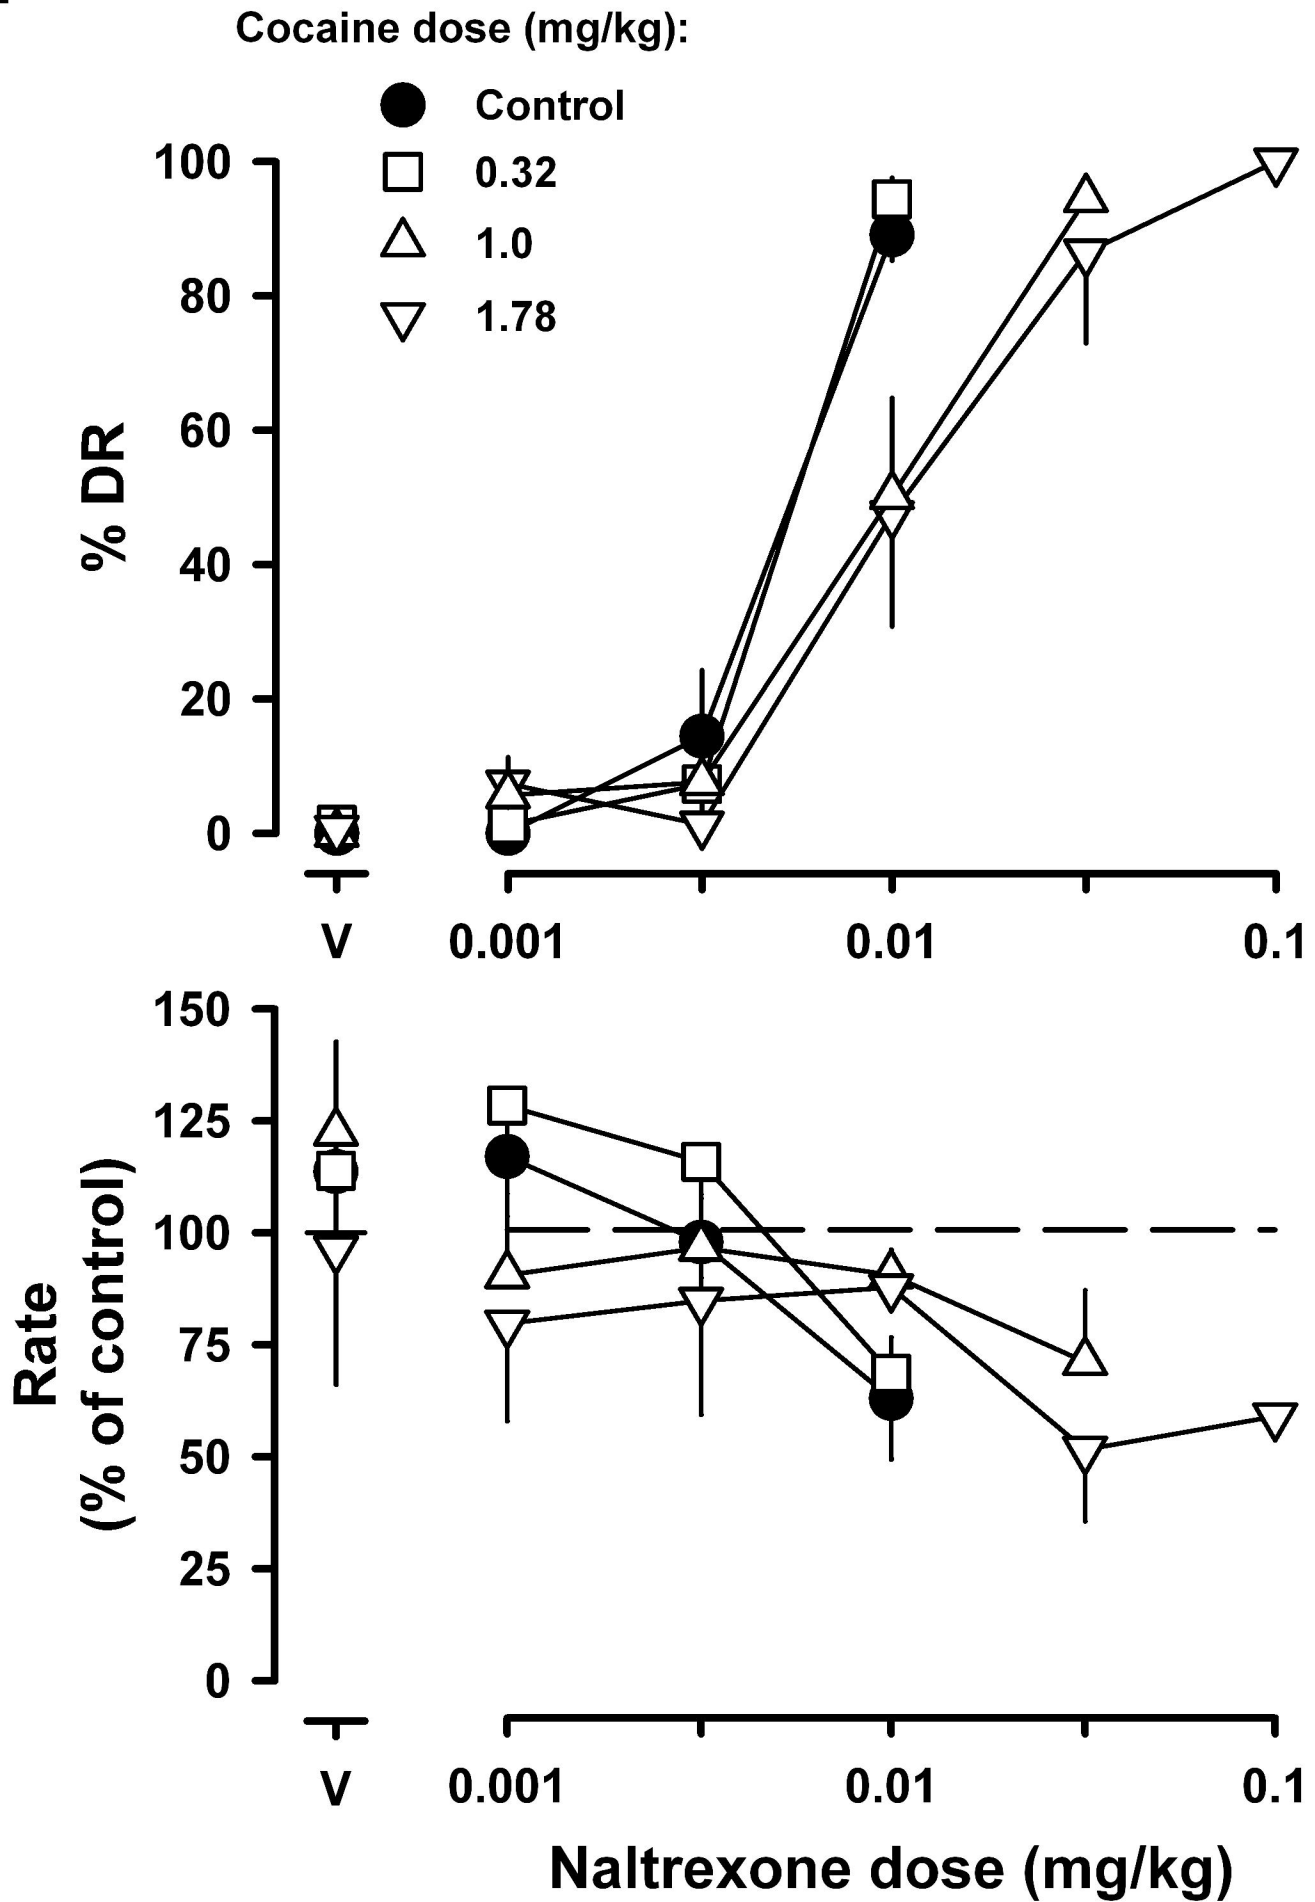 Cocaine dose (mg/kg):
Control
0.32
1.0
1.78
% DR
100
80
60
40
20
0
V 0.001 0.01 0.1
Rate
(% of control)
150
125
100
75
50
25
0
V 0.001 0.01 0.1
Naltrexone dose (mg/kg)